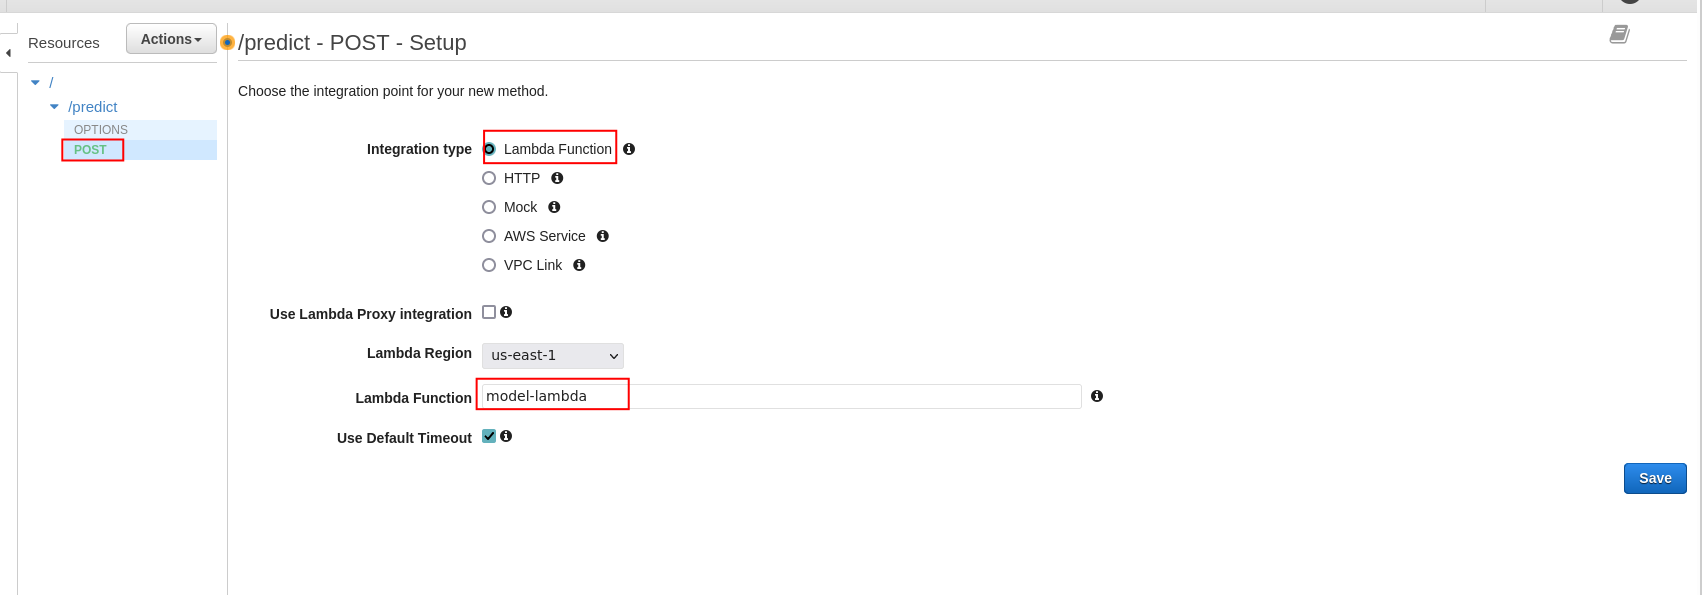 Resources
Actions
/predict - POST - Setup
/
/predict
OPTIONS
POST
Choose the integration point for your new method.
Integration type
Lambda Function
HTTP
Mock
AWS Service
VPC Link
Use Lambda Proxy integration
Lambda Region
us-east-1
Lambda Function
model-lambda
Use Default Timeout
Save